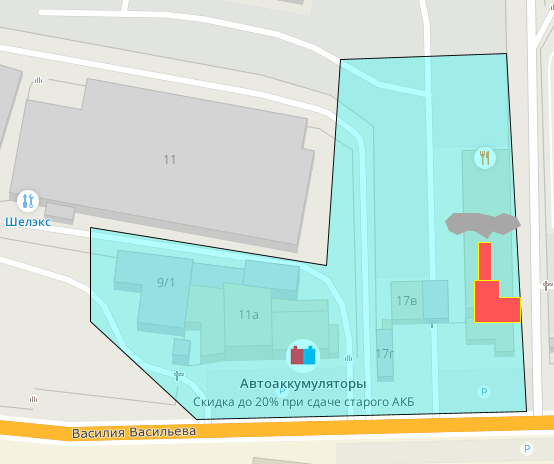 11
Шелэкс
9/1
11а
17в
17г
Автоаккумуляторы
Скидка до 20% при сдаче старого АКБ
P
P
Василия Васильева
P